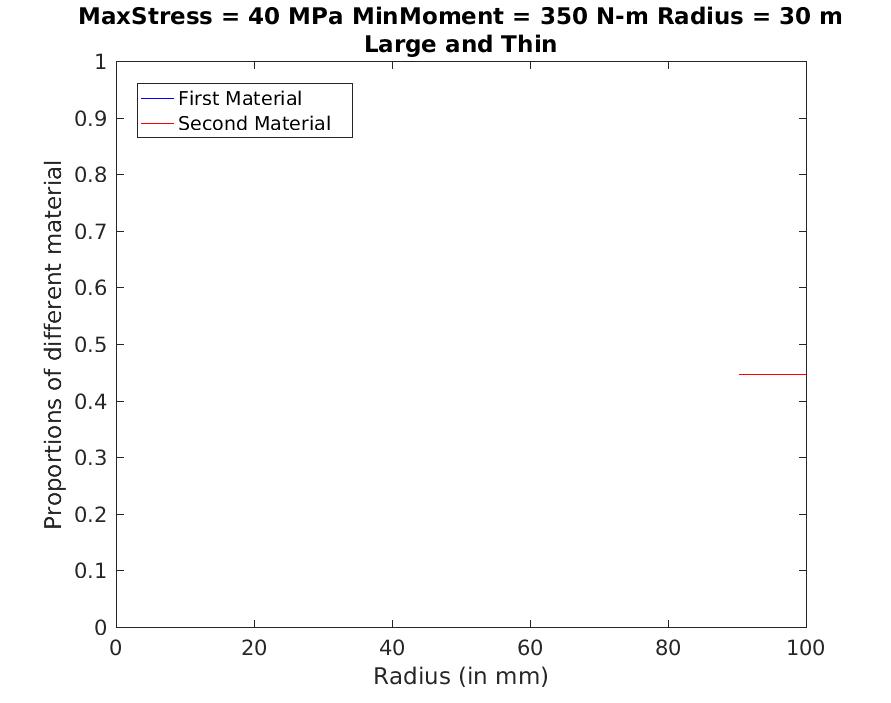 MaxStress = 40 MPa MinMoment = 350 N-m Radius = 30 m
Large and Thin
1
First Material
0.9
Second Material
0.8
0.7
0.6
0.5
0.4
0.3
0.2
0.1
0
Proportions of different material
0 20 40 60 80 100
Radius (in mm)